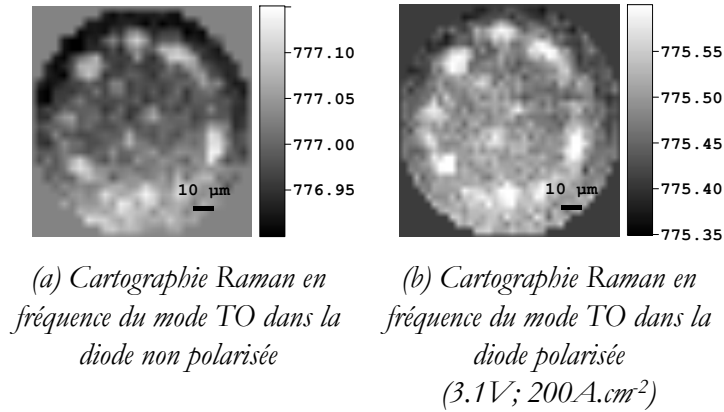 777.10
777.05
777.00
776.95
10 µm
775.55
775.50
775.45
775.40
775.35
10 µm
(a) Cartographie Raman en
fréquence du mode TO dans la
diode non polarisée
(b) Cartographie Raman en
fréquence du mode TO dans la
diode polarisée
(3.1V; 200A.cm-2)